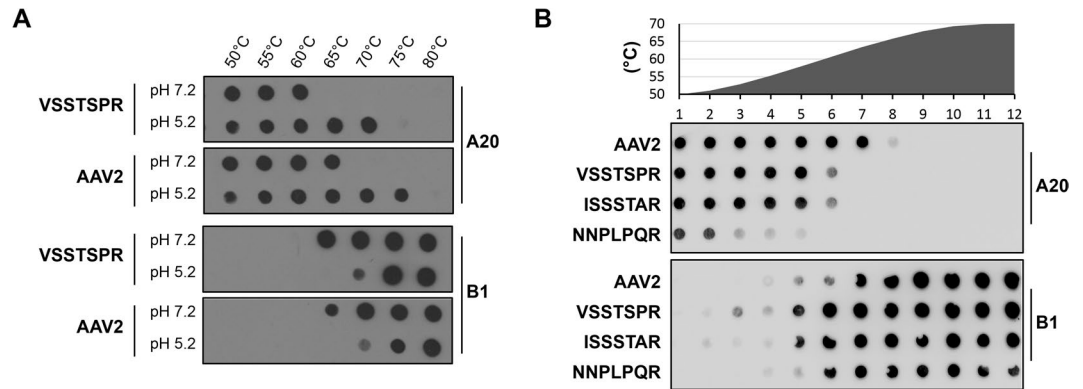 A
50°C 55°C 60°C 65°C 70°C 75°C 80°C
VSSTSPR
pH 7.2
pH 5.2
AAV2
pH 7.2
pH 5.2
A20
VSSTSPR
pH 7.2
pH 5.2
AAV2
pH 7.2
pH 5.2
B1
B
(°C)
70
65
60
55
50
1 2 3 4 5 6 7 8 9 10 11 12
AAV2
VSSTSPR
ISSSTAR
NNPLPQR
A20
AAV2
VSSTSPR
ISSSTAR
NNPLPQR
B1